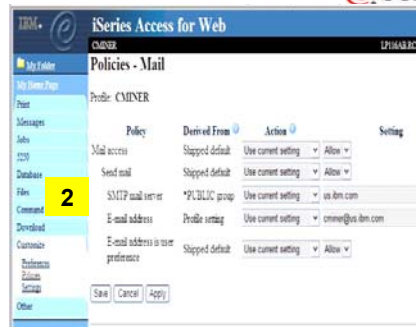 IBM.
iSeries Access for Web
CMINER
My Folder
My Home Page
Print
Messages
Jobs
5250
Database
Files
Command
Download
Customize
Preferences
Policies
Settings
Other
2
Policies - Mail
Profile: CMINER
Policy Derived From Action Setting
Mail access Shipped default Use current setting Allow
Send mail Shipped default Use current setting Allow
SMTP mail server *PUBLIC group Use current setting us.ibm.com
E-mail address Profile setting Use current setting cminer@us.ibm.com
E-mail address is user preference Shipped default Use current setting Allow
Save Cancel Apply